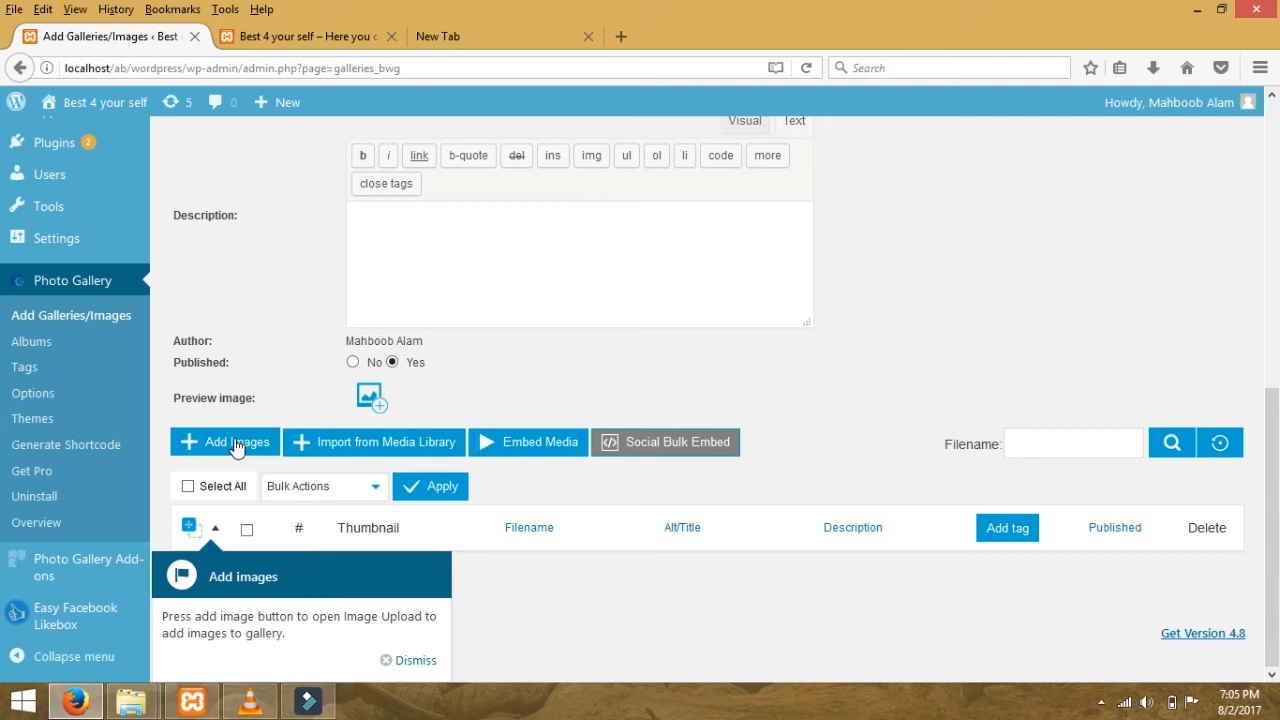 File Edit View History Bookmarks Tools Help
Add Galleries/Images ‹ Best
Best 4 your self – Here you c
New Tab
localhost/ab/wordpress/wp-admin/admin.php?page=galleries_bwg
Search
Best 4 your self 5 0 New
Howdy, Mahboob Alam
Plugins 2
Users
Tools
Settings
Photo Gallery
Add Galleries/Images
Albums
Tags
Options
Themes
Generate Shortcode
Get Pro
Uninstall
Overview
Photo Gallery Add-
ons
Easy Facebook
Likebox
Collapse menu
Visual Text
b i link b-quote del ins img ul ol li code more
close tags
Description:
Author: Mahboob Alam
Published: No Yes
Preview image:
Add Images Import from Media Library Embed Media Social Bulk Embed Filename:
Select All Bulk Actions Apply
# Thumbnail Filename Alt/Title Description Add tag Published Delete
Add images
Press add image button to open Image Upload to
add images to gallery.
Dismiss
Get Version 4.8
7:05 PM
8/2/2017